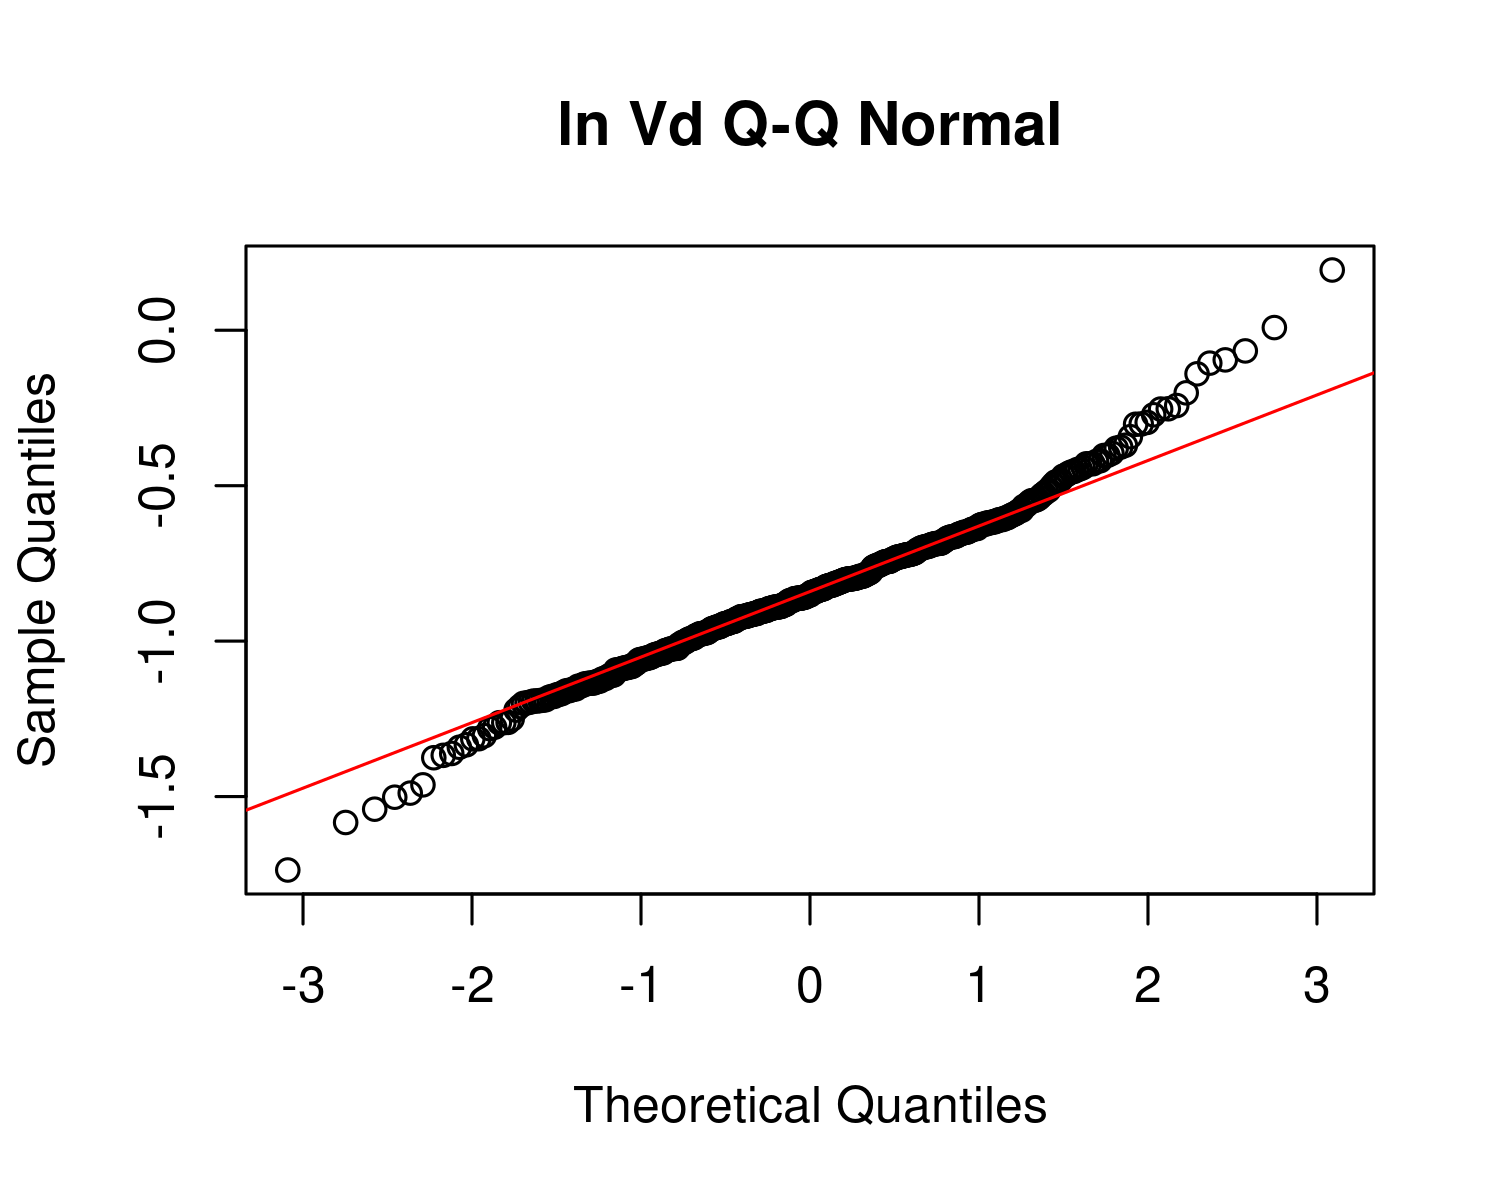 ln Vd Q-Q Normal
Sample Quantiles
0.0
-0.5
-1.0
-1.5
-3 -2 -1 0 1 2 3
Theoretical Quantiles